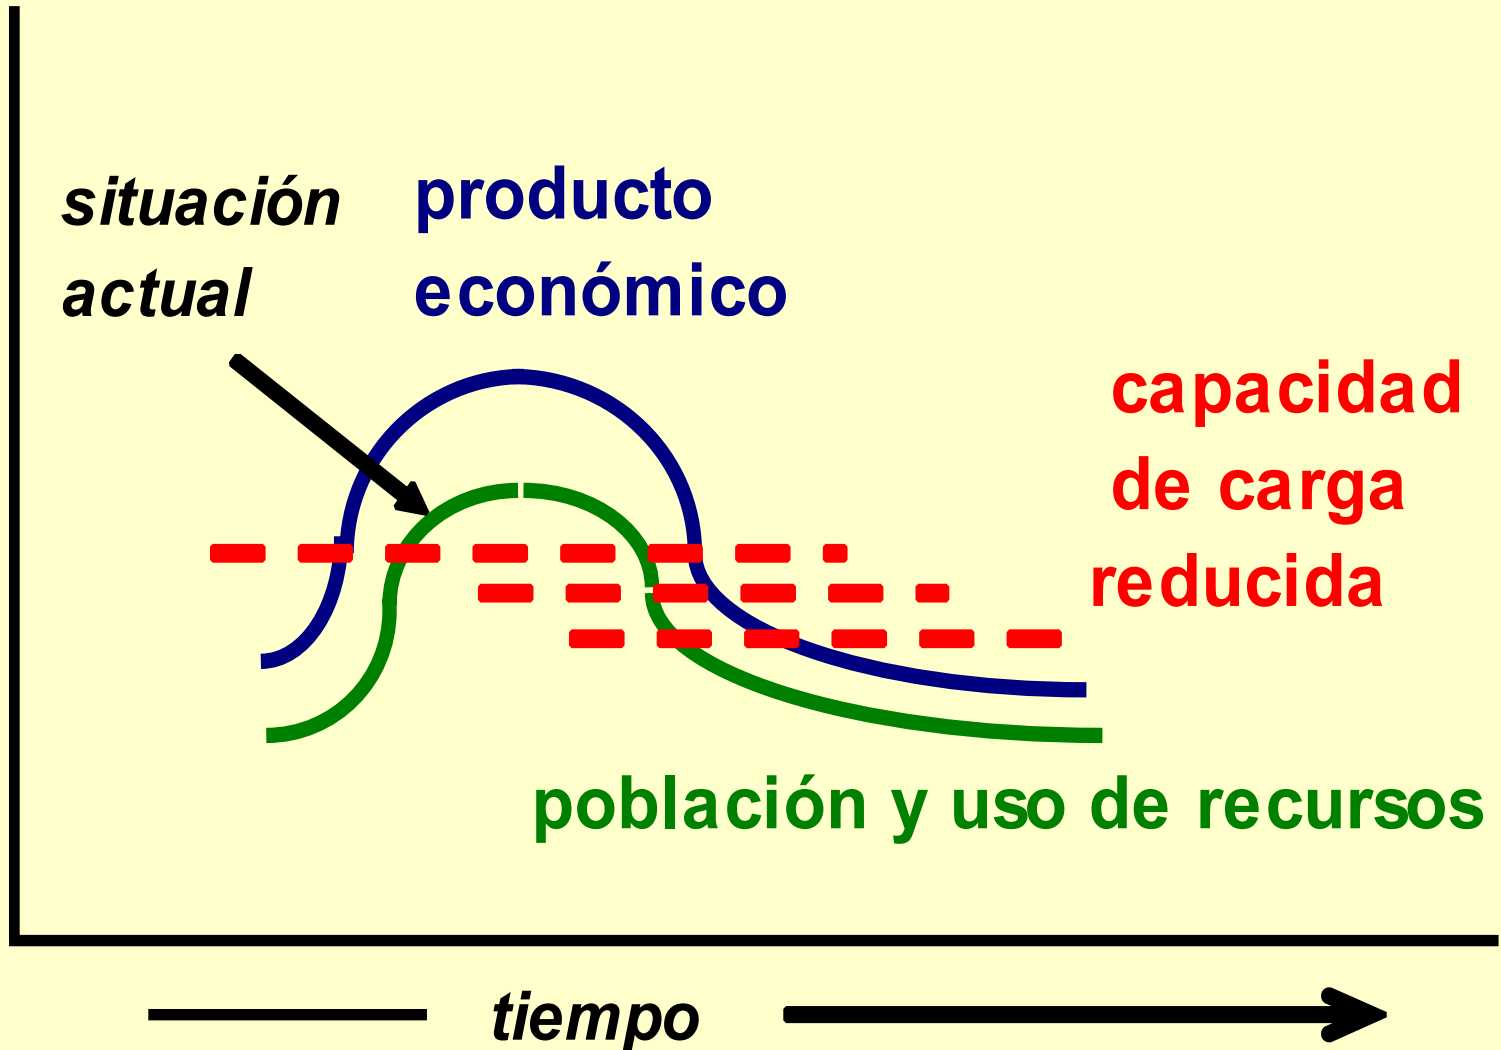 situación
actual
producto
económico
capacidad
de carga
reducida
población y uso de recursos
tiempo